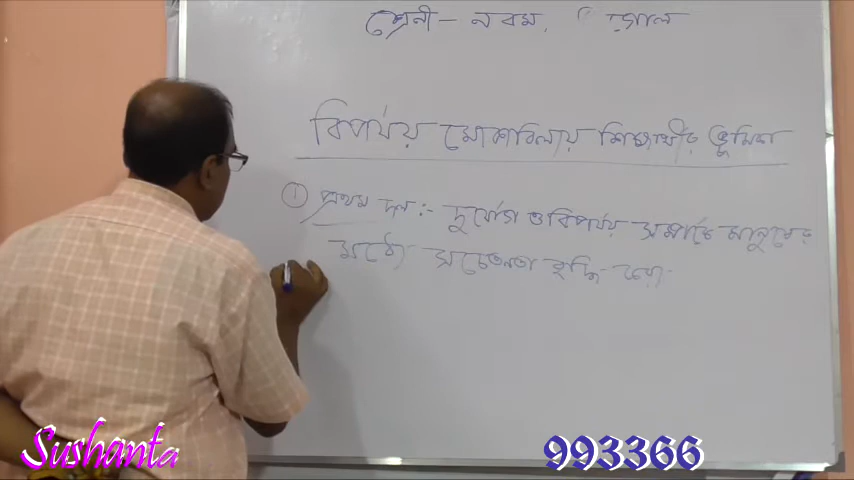 শ্রেনী - নবম. ভূগোল
বিপর্যয় মোকাবিলায় শিক্ষার্থীর ভূমিকা
① প্রথম দল :- দুর্যোগ ও বিপর্যয় সম্পর্কে মানুষের
মধ্যে সচেতনতা বৃদ্ধি করা
Sushanta
993366